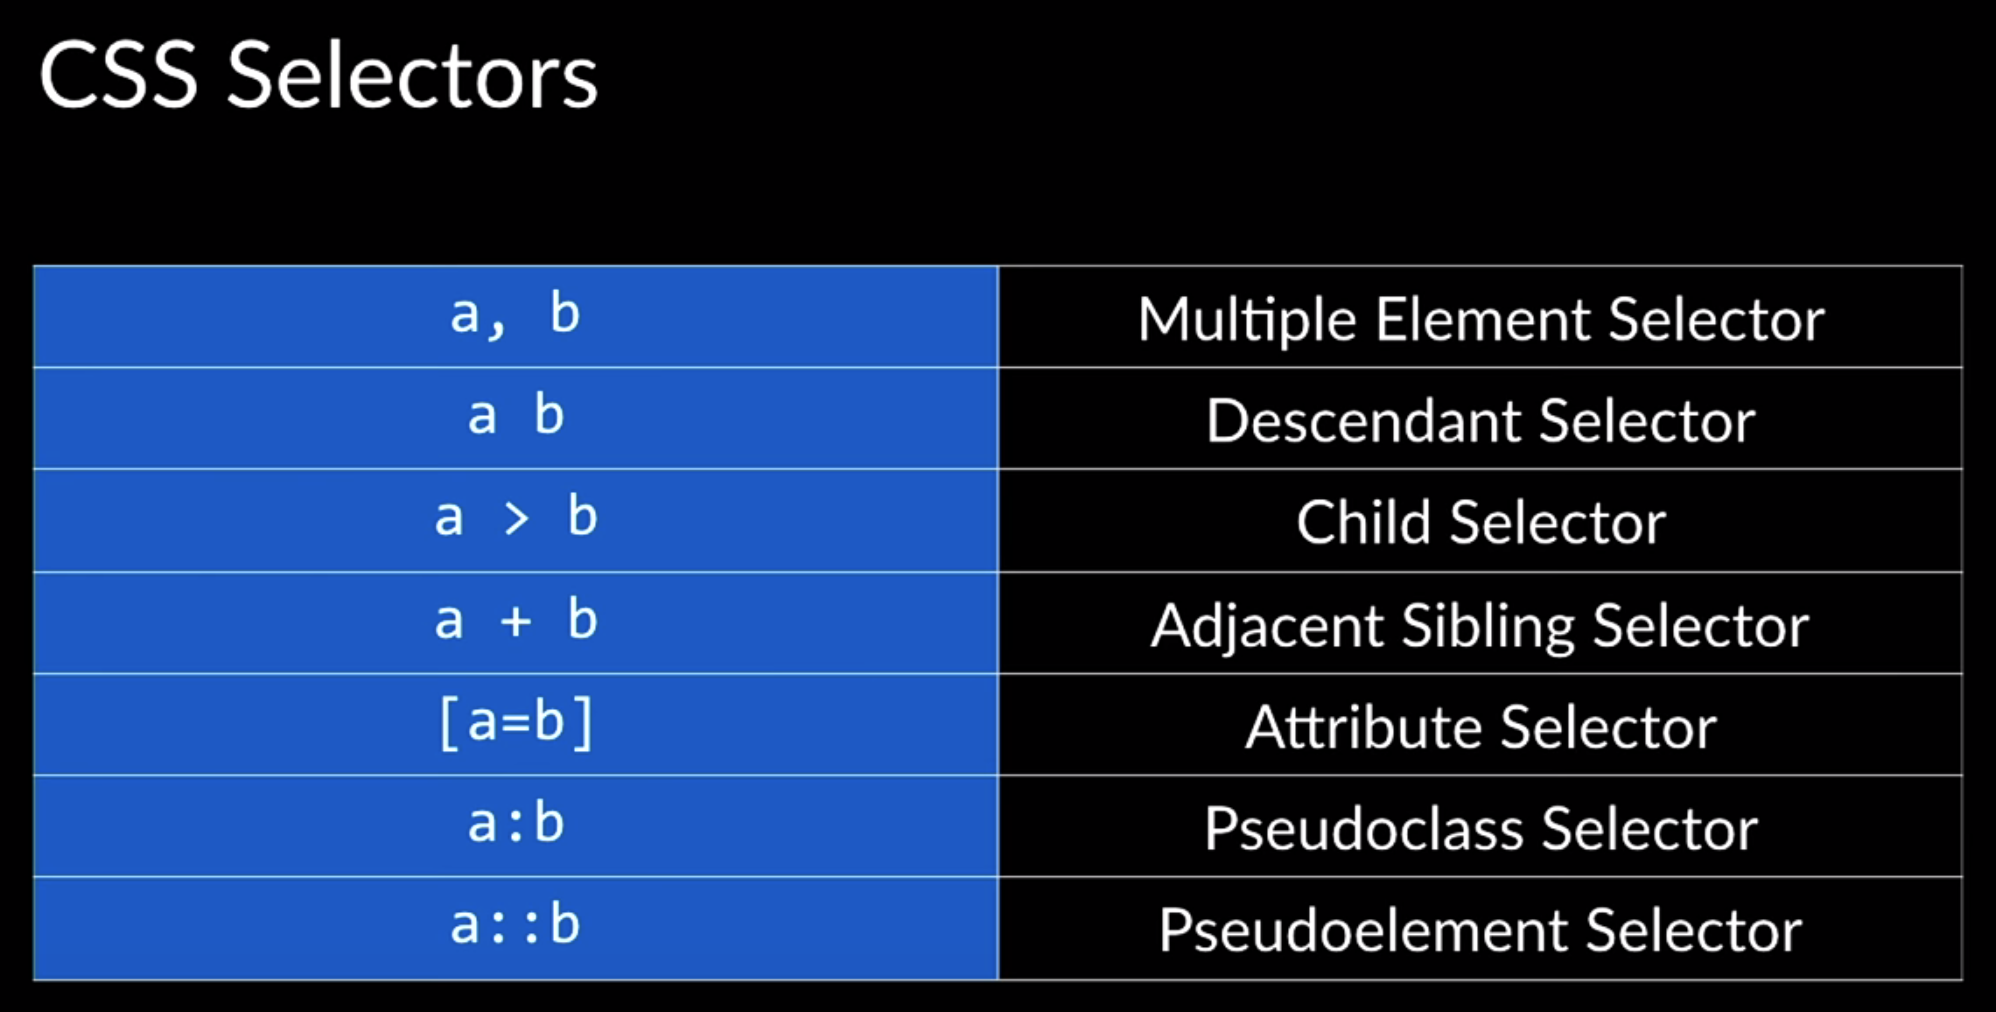 CSS Selectors
a, b Multiple Element Selector
a b Descendant Selector
a > b Child Selector
a + b Adjacent Sibling Selector
[a=b] Attribute Selector
a:b Pseudoclass Selector
a::b Pseudoelement Selector